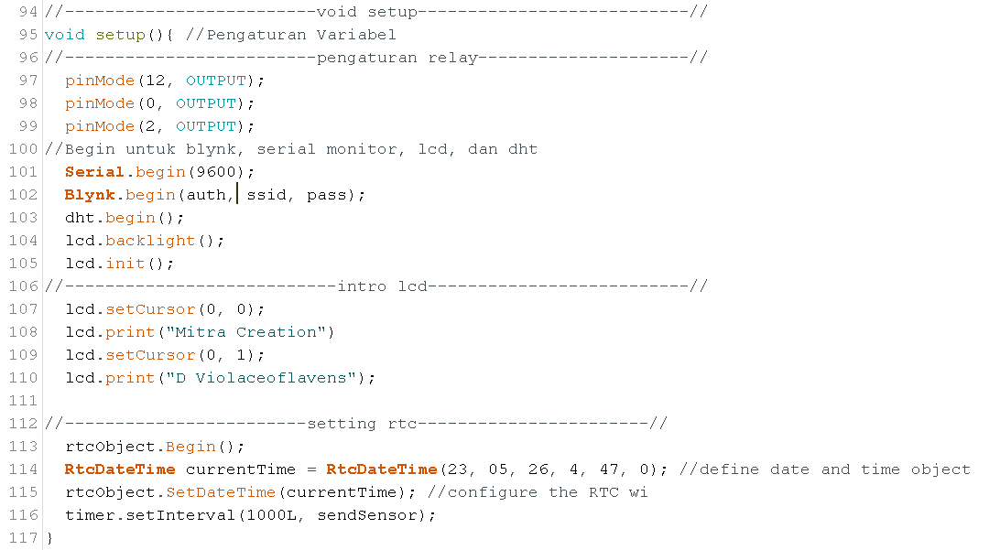 94 //-------------------------void setup---------------------------//
95 void setup(){ //Pengaturan Variabel
96 //-------------------------pengaturan relay---------------------//
97 pinMode(12, OUTPUT);
98 pinMode(0, OUTPUT);
99 pinMode(2, OUTPUT);
100 //Begin untuk blynk, serial monitor, lcd, dan dht
101 Serial.begin(9600);
102 Blynk.begin(auth, ssid, pass);
103 dht.begin();
104 lcd.backlight();
105 lcd.init();
106 //---------------------------intro lcd--------------------------//
107 lcd.setCursor(0, 0);
108 lcd.print("Mitra Creation")
109 lcd.setCursor(0, 1);
110 lcd.print("D Violaceoflavens");
111
112 //------------------------setting rtc-----------------------//
113 rtcObject.Begin();
114 RtcDateTime currentTime = RtcDateTime(23, 05, 26, 4, 47, 0); //define date and time object
115 rtcObject.SetDateTime(currentTime); //configure the RTC wi
116 timer.setInterval(1000L, sendSensor);
117 }